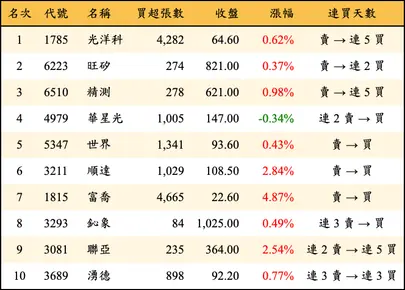 名次 代號 名稱 買超張數 收盤 漲幅 連買天數
1 1785 光洋科 4,282 64.60 0.62% 賣 → 連 5 買
2 6223 旺矽 274 821.00 0.37% 賣 → 連 2 買
3 6510 精測 278 621.00 0.98% 賣 → 連 5 買
4 4979 華星光 1,005 147.00 -0.34% 連 2 賣 → 買
5 5347 世界 1,341 93.60 0.43% 賣 → 買
6 3211 順達 1,029 108.50 2.84% 賣 → 買
7 1815 富喬 4,665 22.60 4.87% 賣 → 買
8 3293 鈊象 84 1,025.00 0.49% 連 3 賣 → 買
9 3081 聯亞 235 364.00 2.54% 連 2 賣 → 連 5 買
10 3689 湧德 898 92.20 0.77% 連 3 賣 → 連 3 買